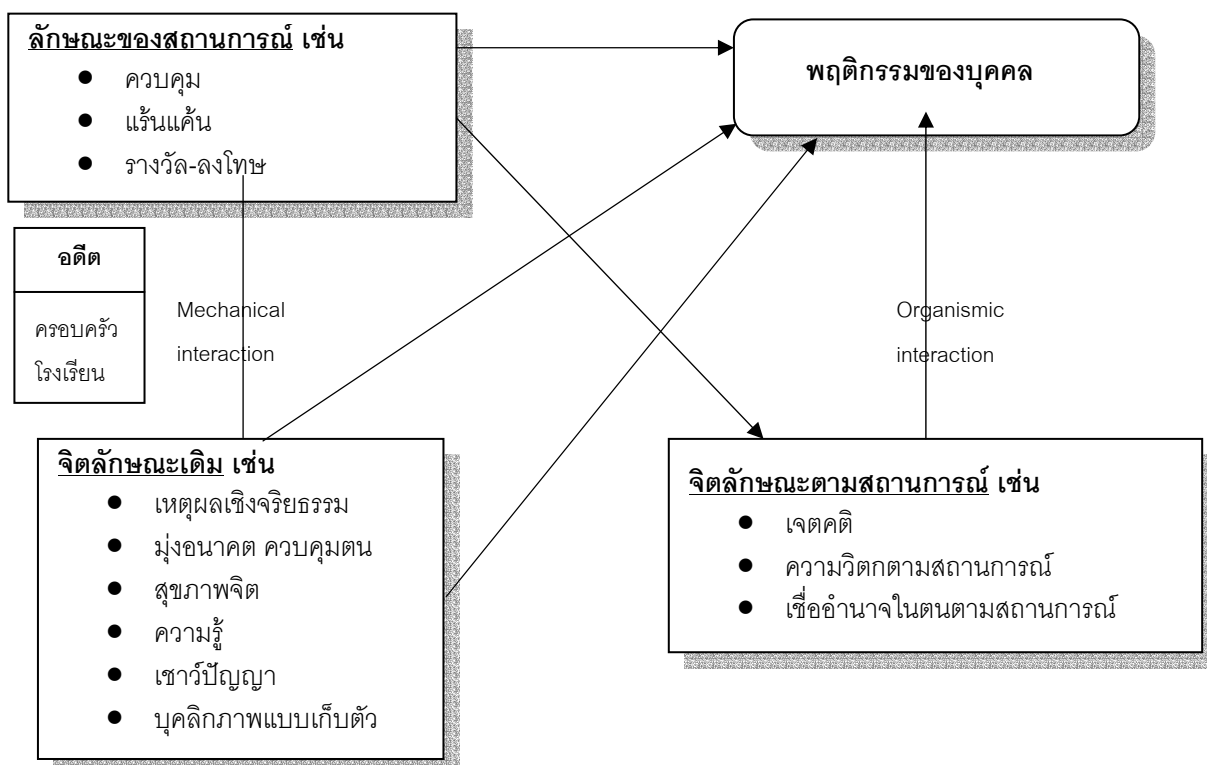 ลักษณะของสถานการณ์ เช่น
● ควบคุม
● แร้นแค้น
● รางวัล-ลงโทษ
พฤติกรรมของบุคคล
อดีต
ครอบครัว
โรงเรียน
Mechanical
interaction
Organismic
interaction
จิตลักษณะเดิม เช่น
● เหตุผลเชิงจริยธรรม
● มุ่งอนาคต ควบคุมตน
● สุขภาพจิต
● ความรู้
● เชาว์ปัญญา
● บุคลิกภาพแบบเก็บตัว
จิตลักษณะตามสถานการณ์ เช่น
● เจตคติ
● ความวิตกตามสถานการณ์
● เชื่ออำนาจในตนตามสถานการณ์